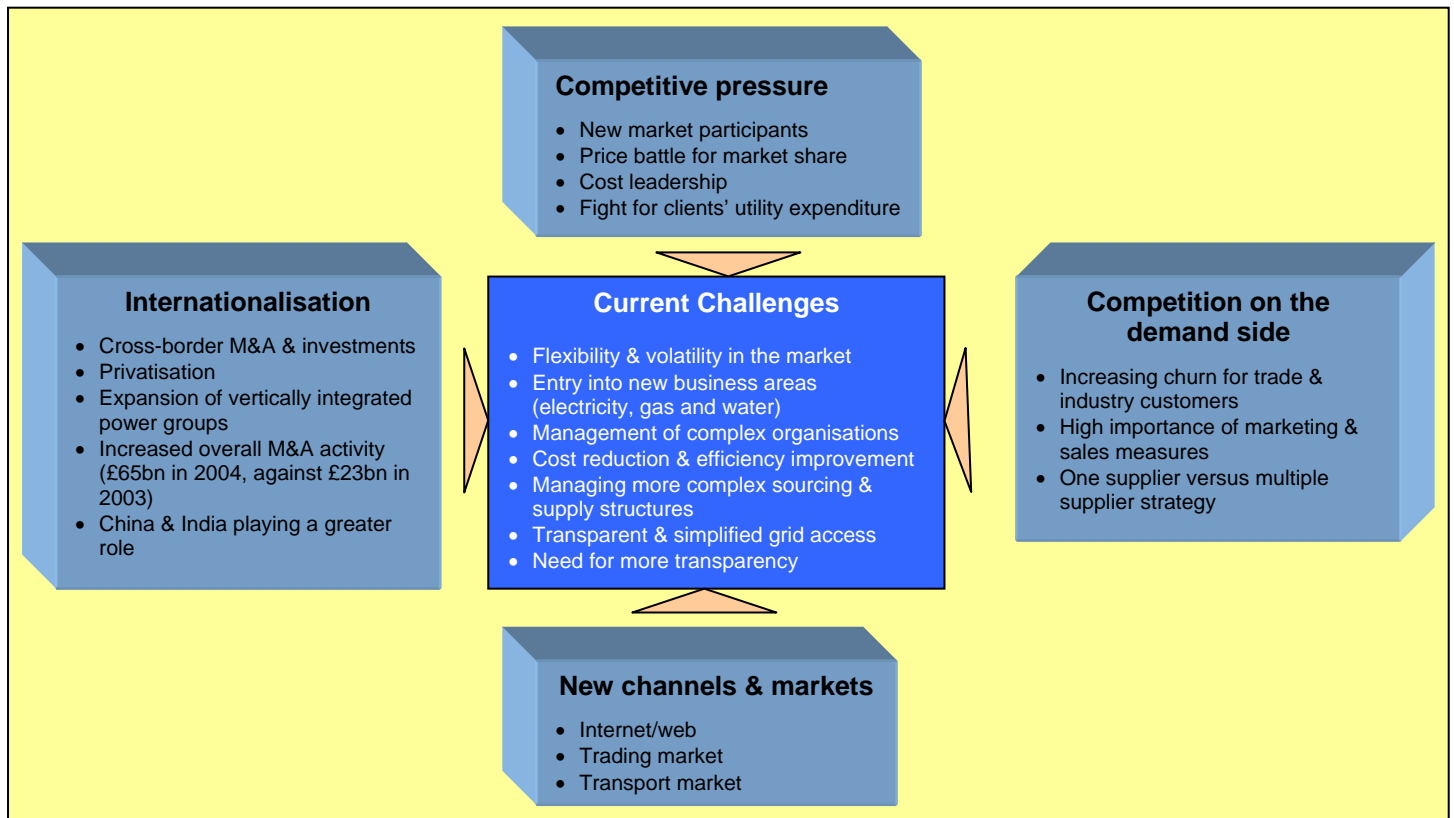 Competitive pressure
• New market participants
• Price battle for market share
• Cost leadership
• Fight for clients' utility expenditure
Internationalisation
• Cross-border M&A & investments
• Privatisation
• Expansion of vertically integrated
power groups
• Increased overall M&A activity
(£65bn in 2004, against £23bn in
2003)
• China & India playing a greater
role
Current Challenges
• Flexibility & volatility in the market
• Entry into new business areas
(electricity, gas and water)
• Management of complex organisations
• Cost reduction & efficiency improvement
• Managing more complex sourcing &
supply structures
• Transparent & simplified grid access
• Need for more transparency
Competition on the
demand side
• Increasing churn for trade &
industry customers
• High importance of marketing &
sales measures
• One supplier versus multiple
supplier strategy
New channels & markets
• Internet/web
• Trading market
• Transport market